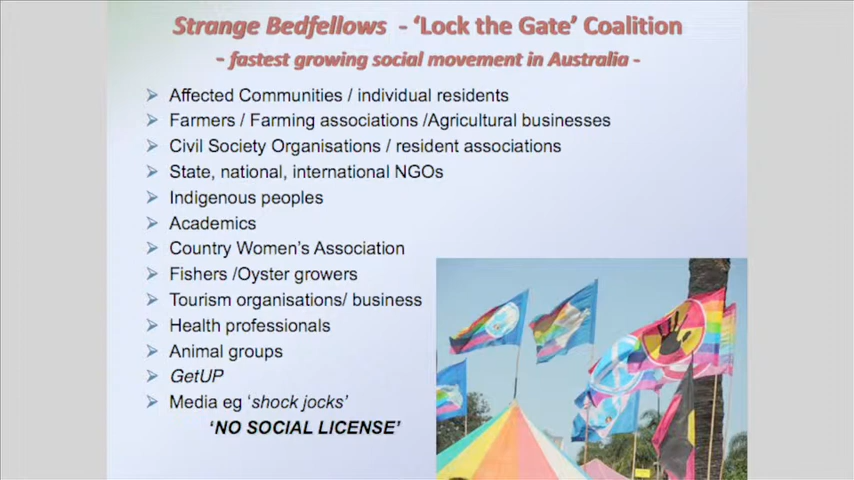 Strange Bedfellows - ‘Lock the Gate’ Coalition
- fastest growing social movement in Australia -
Affected Communities / individual residents
Farmers / Farming associations /Agricultural businesses
Civil Society Organisations / resident associations
State, national, international NGOs
Indigenous peoples
Academics
Country Women’s Association
Fishers /Oyster growers
Tourism organisations/ business
Health professionals
Animal groups
GetUP
Media eg ‘shock jocks’
‘NO SOCIAL LICENSE’